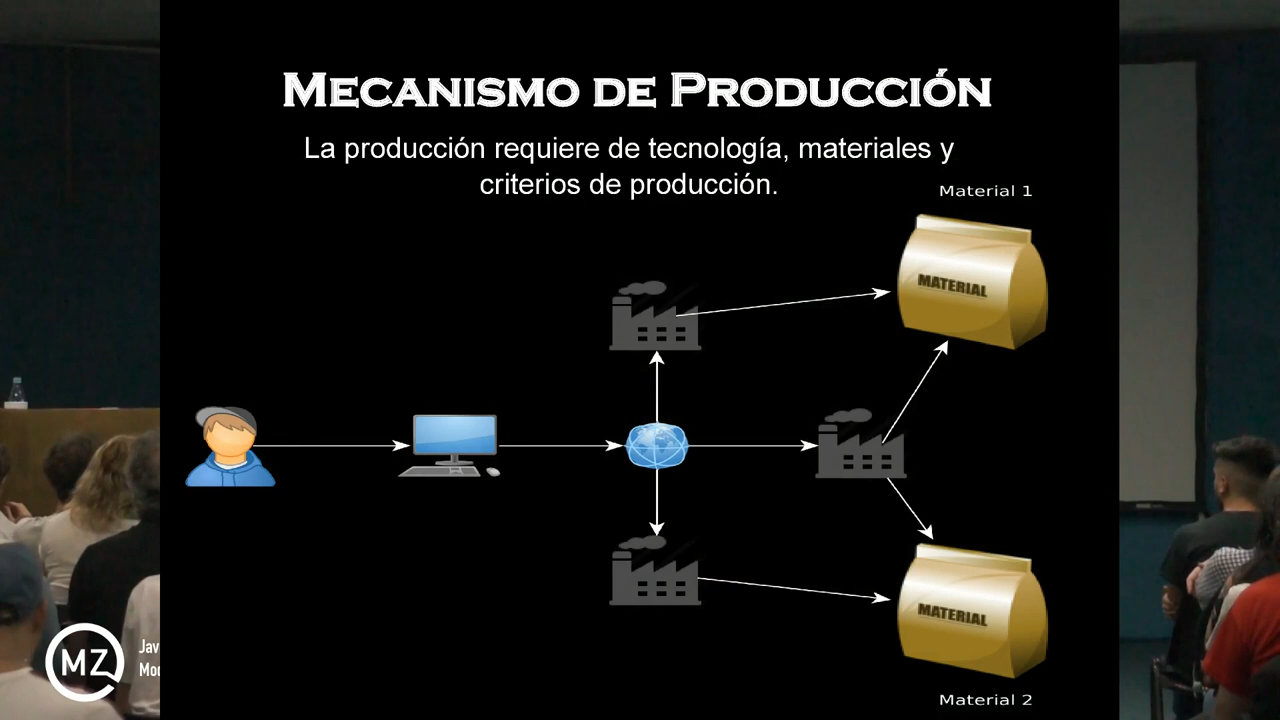 MECANISMO DE PRODUCCIÓN
La producción requiere de tecnología, materiales y
criterios de producción.
Material 1
MATERIAL
MATERIAL
Material 2
MZ